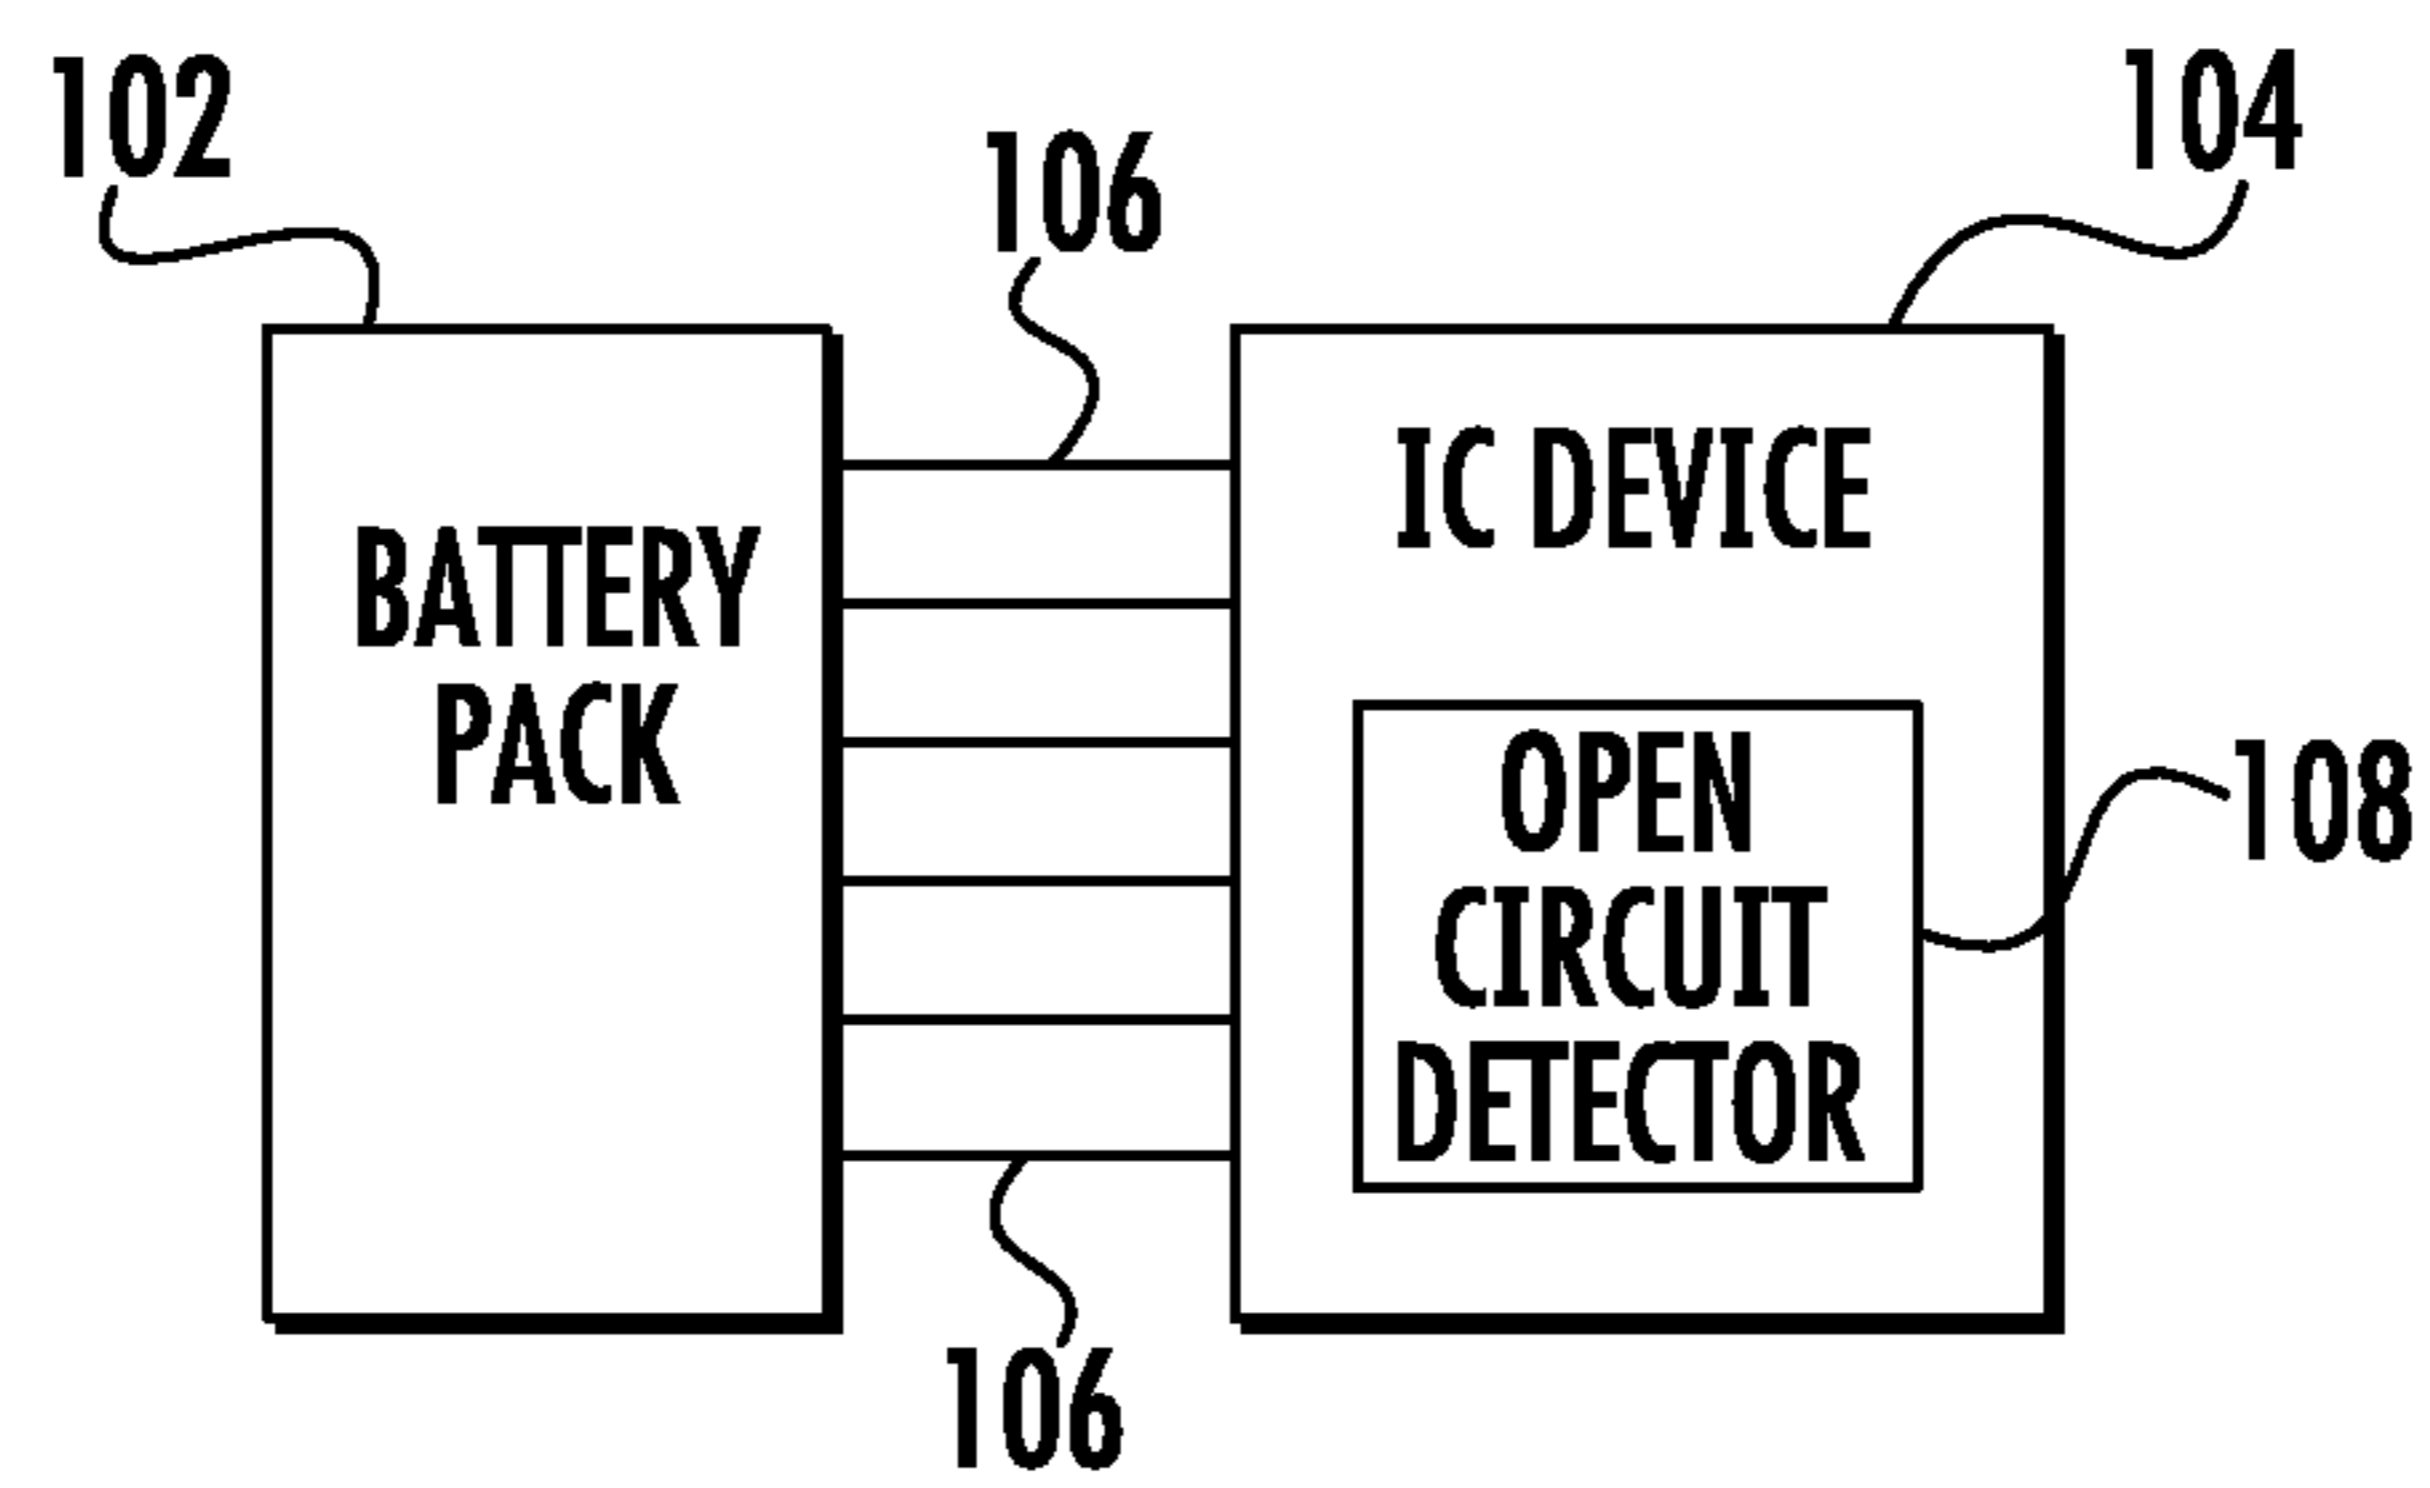 102
104
106
IC DEVICE
BATTERY
PACK
OPEN
CIRCUIT
DETECTOR
108
106